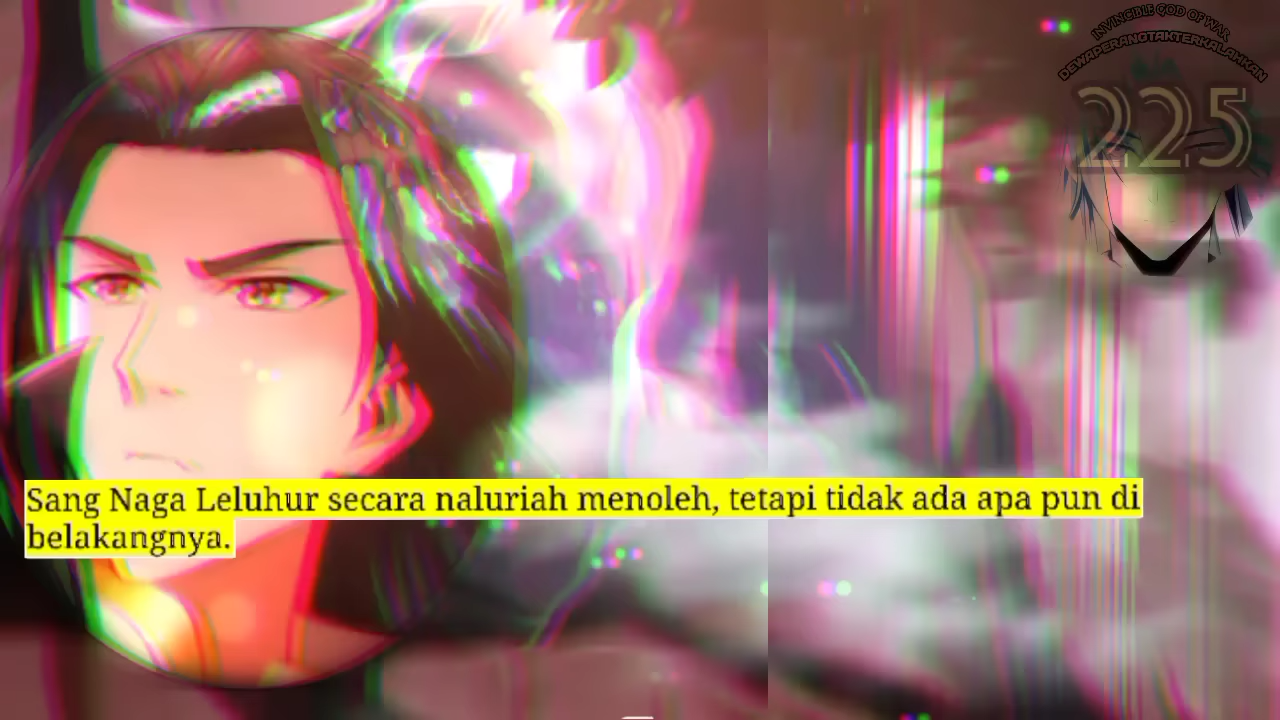 INVINCIBLE GOD OF WAR
DEWAPERANGTAKTERKALAHKAN
225
Sang Naga Leluhur secara naluriah menoleh, tetapi tidak ada apa pun di
belakangnya.